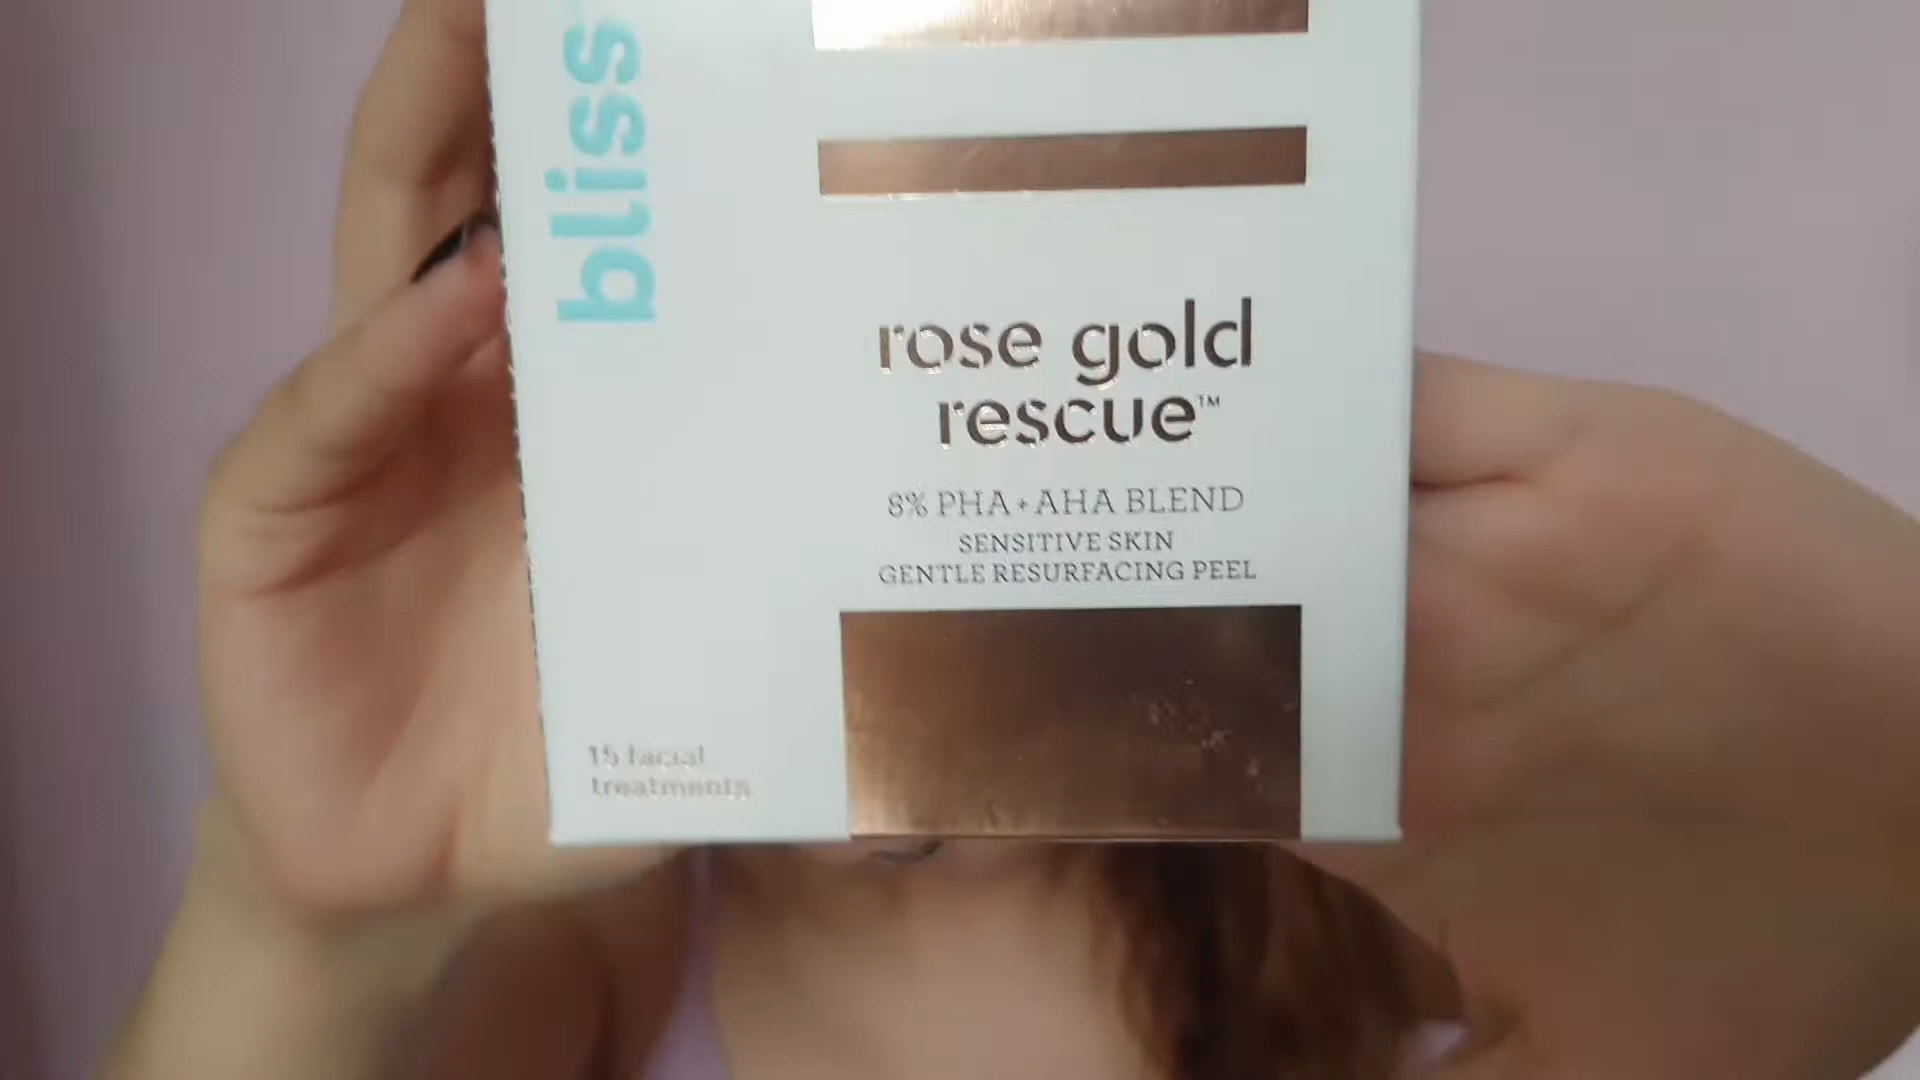 bliss
rose gold
rescue™
8% PHA+AHA BLEND
SENSITIVE SKIN
GENTLE RESURFACING PEEL
15 facial
treatments